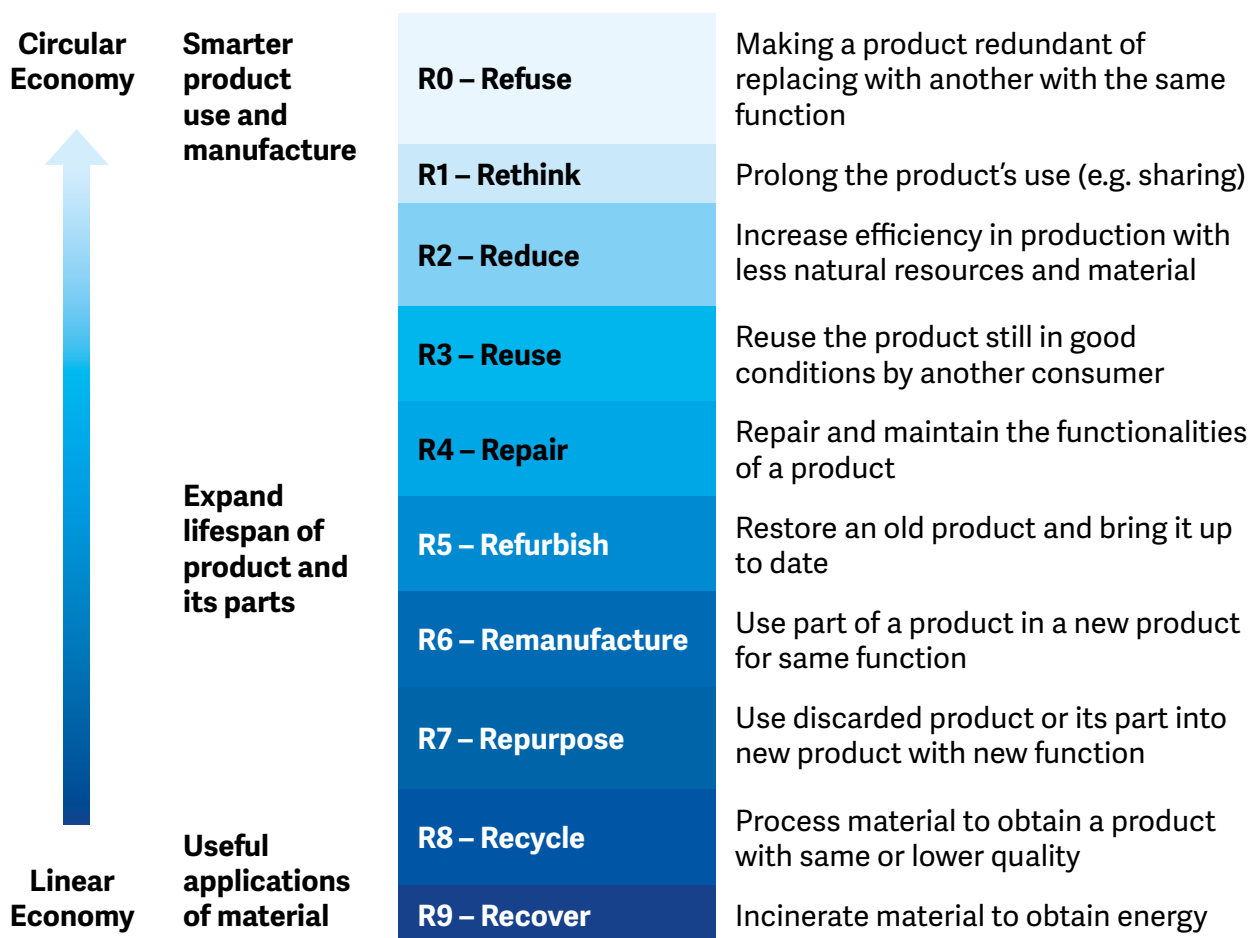 Circular
Economy
Smarter
product
use and
manufacture
R0 – Refuse
Making a product redundant of
replacing with another with the same
function
R1 – Rethink
Prolong the product’s use (e.g. sharing)
R2 – Reduce
Increase efficiency in production with
less natural resources and material
R3 – Reuse
Reuse the product still in good
conditions by another consumer
R4 – Repair
Repair and maintain the functionalities
of a product
Expand
lifespan of
product and
its parts
R5 – Refurbish
Restore an old product and bring it up
to date
R6 – Remanufacture
Use part of a product in a new product
for same function
R7 – Repurpose
Use discarded product or its part into
new product with new function
Useful
applications
of material
R8 – Recycle
Process material to obtain a product
with same or lower quality
Linear
Economy
R9 – Recover
Incinerate material to obtain energy